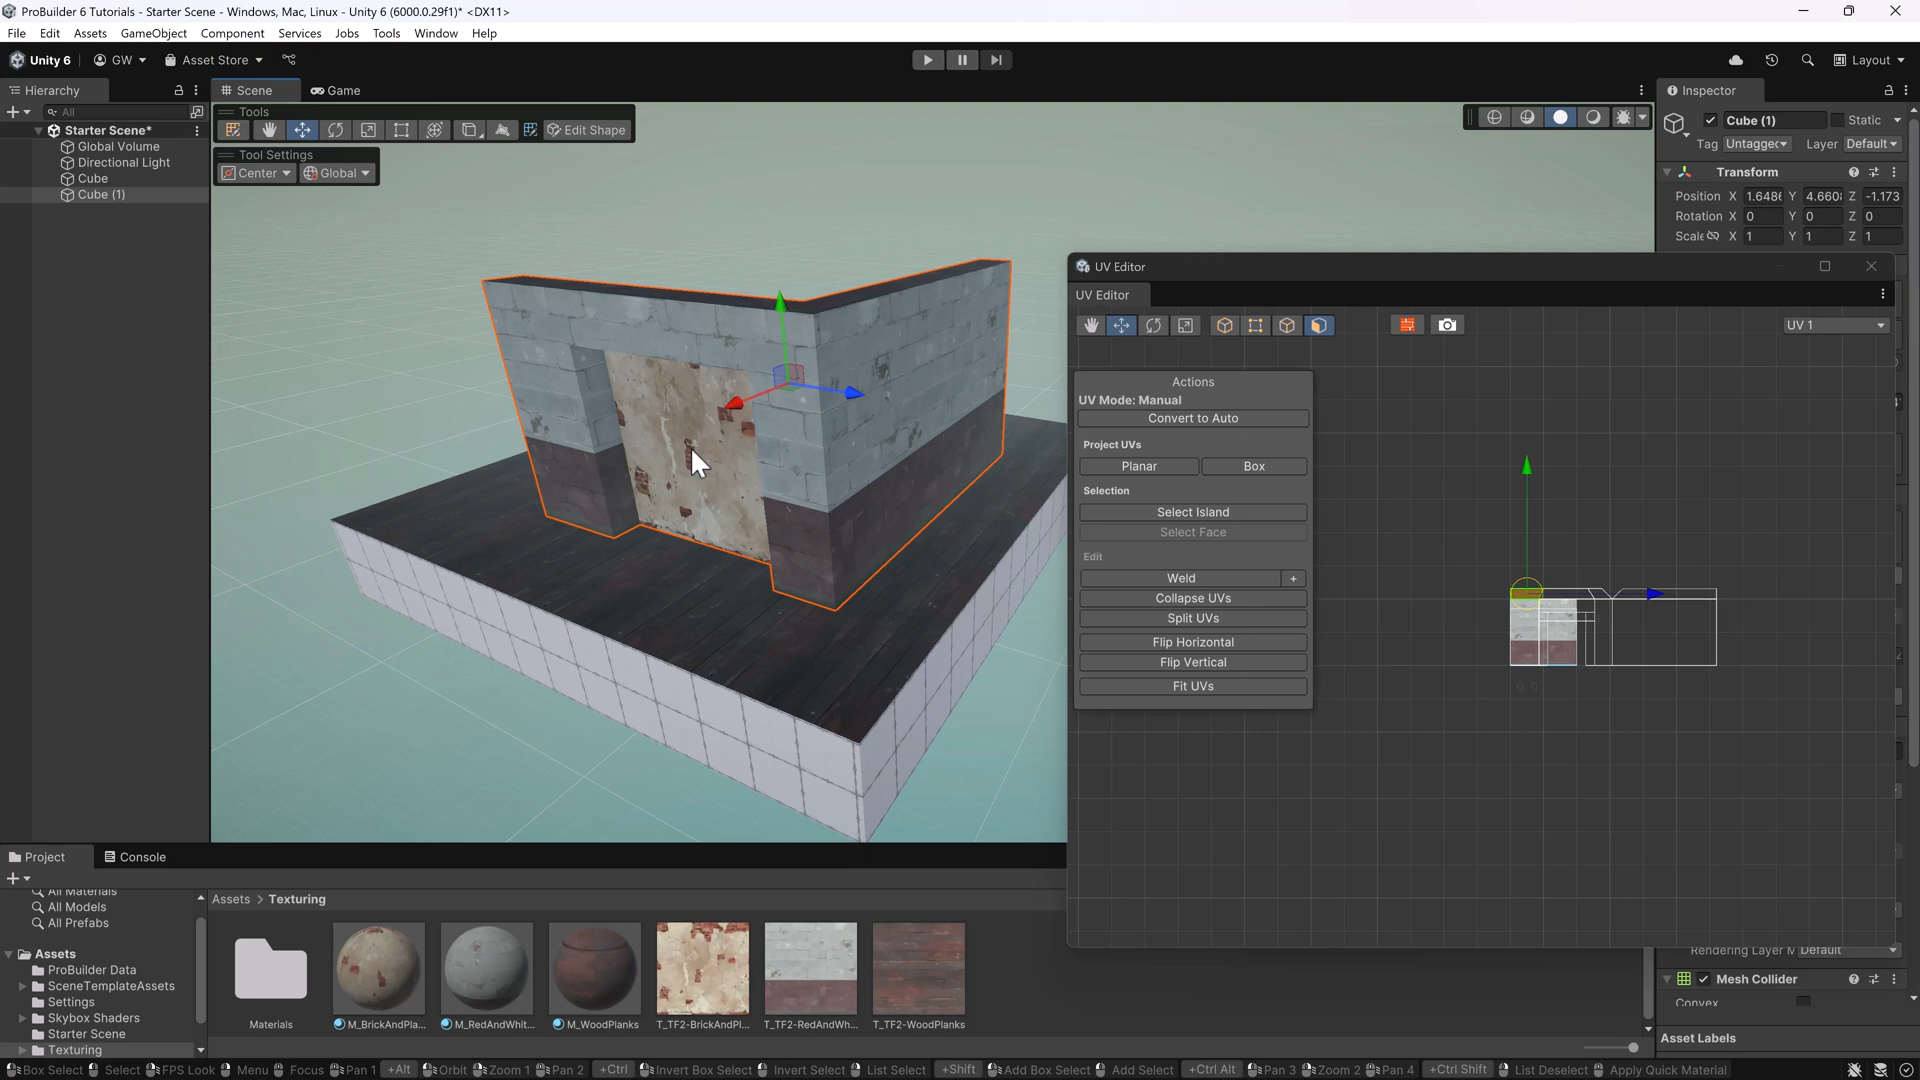 ProBuilder 6 Tutorials - Starter Scene - Windows, Mac, Linux - Unity 6 (6000.0.29f1)* <DX11>
File Edit Assets GameObject Component Services Jobs Tools Window Help
Unity 6 GW Asset Store Layout
Hierarchy Scene Game Inspector
All
Tools
Starter Scene*
Global Volume
Directional Light
Cube
Cube (1)
Edit Shape
Tool Settings
Center Global
Cube (1) Static
Tag Untagged Layer Default
Transform
Position X 1.6486 Y 4.660 Z -1.173
Rotation X 0 Y 0 Z 0
Scale X 1 Y 1 Z 1
UV Editor
UV Editor
UV 1
Actions
UV Mode: Manual
Convert to Auto
Project UVs
Planar Box
Selection
Select Island
Select Face
Edit
Weld +
Collapse UVs
Split UVs
Flip Horizontal
Flip Vertical
Fit UVs
0, 0
Project Console
All Materials
All Models
All Prefabs
Assets
ProBuilder Data
SceneTemplateAssets
Settings
Skybox Shaders
Starter Scene
Texturing
Assets > Texturing
Materials M_BrickAndPla... M_RedAndWhit... M_WoodPlanks T_TF2-BrickAndPl... T_TF2-RedAndWh... T_TF2-WoodPlanks
Rendering Layer M Default
Mesh Collider
Convex
Asset Labels
Box Select Select FPS Look Menu Focus Pan 1 +Alt Orbit Zoom 1 Pan 2 +Ctrl Invert Box Select Invert Select List Select +Shift Add Box Select Add Select +Ctrl Alt Pan 3 Zoom 2 Pan 4 +Ctrl Shift List Deselect Apply Quick Material